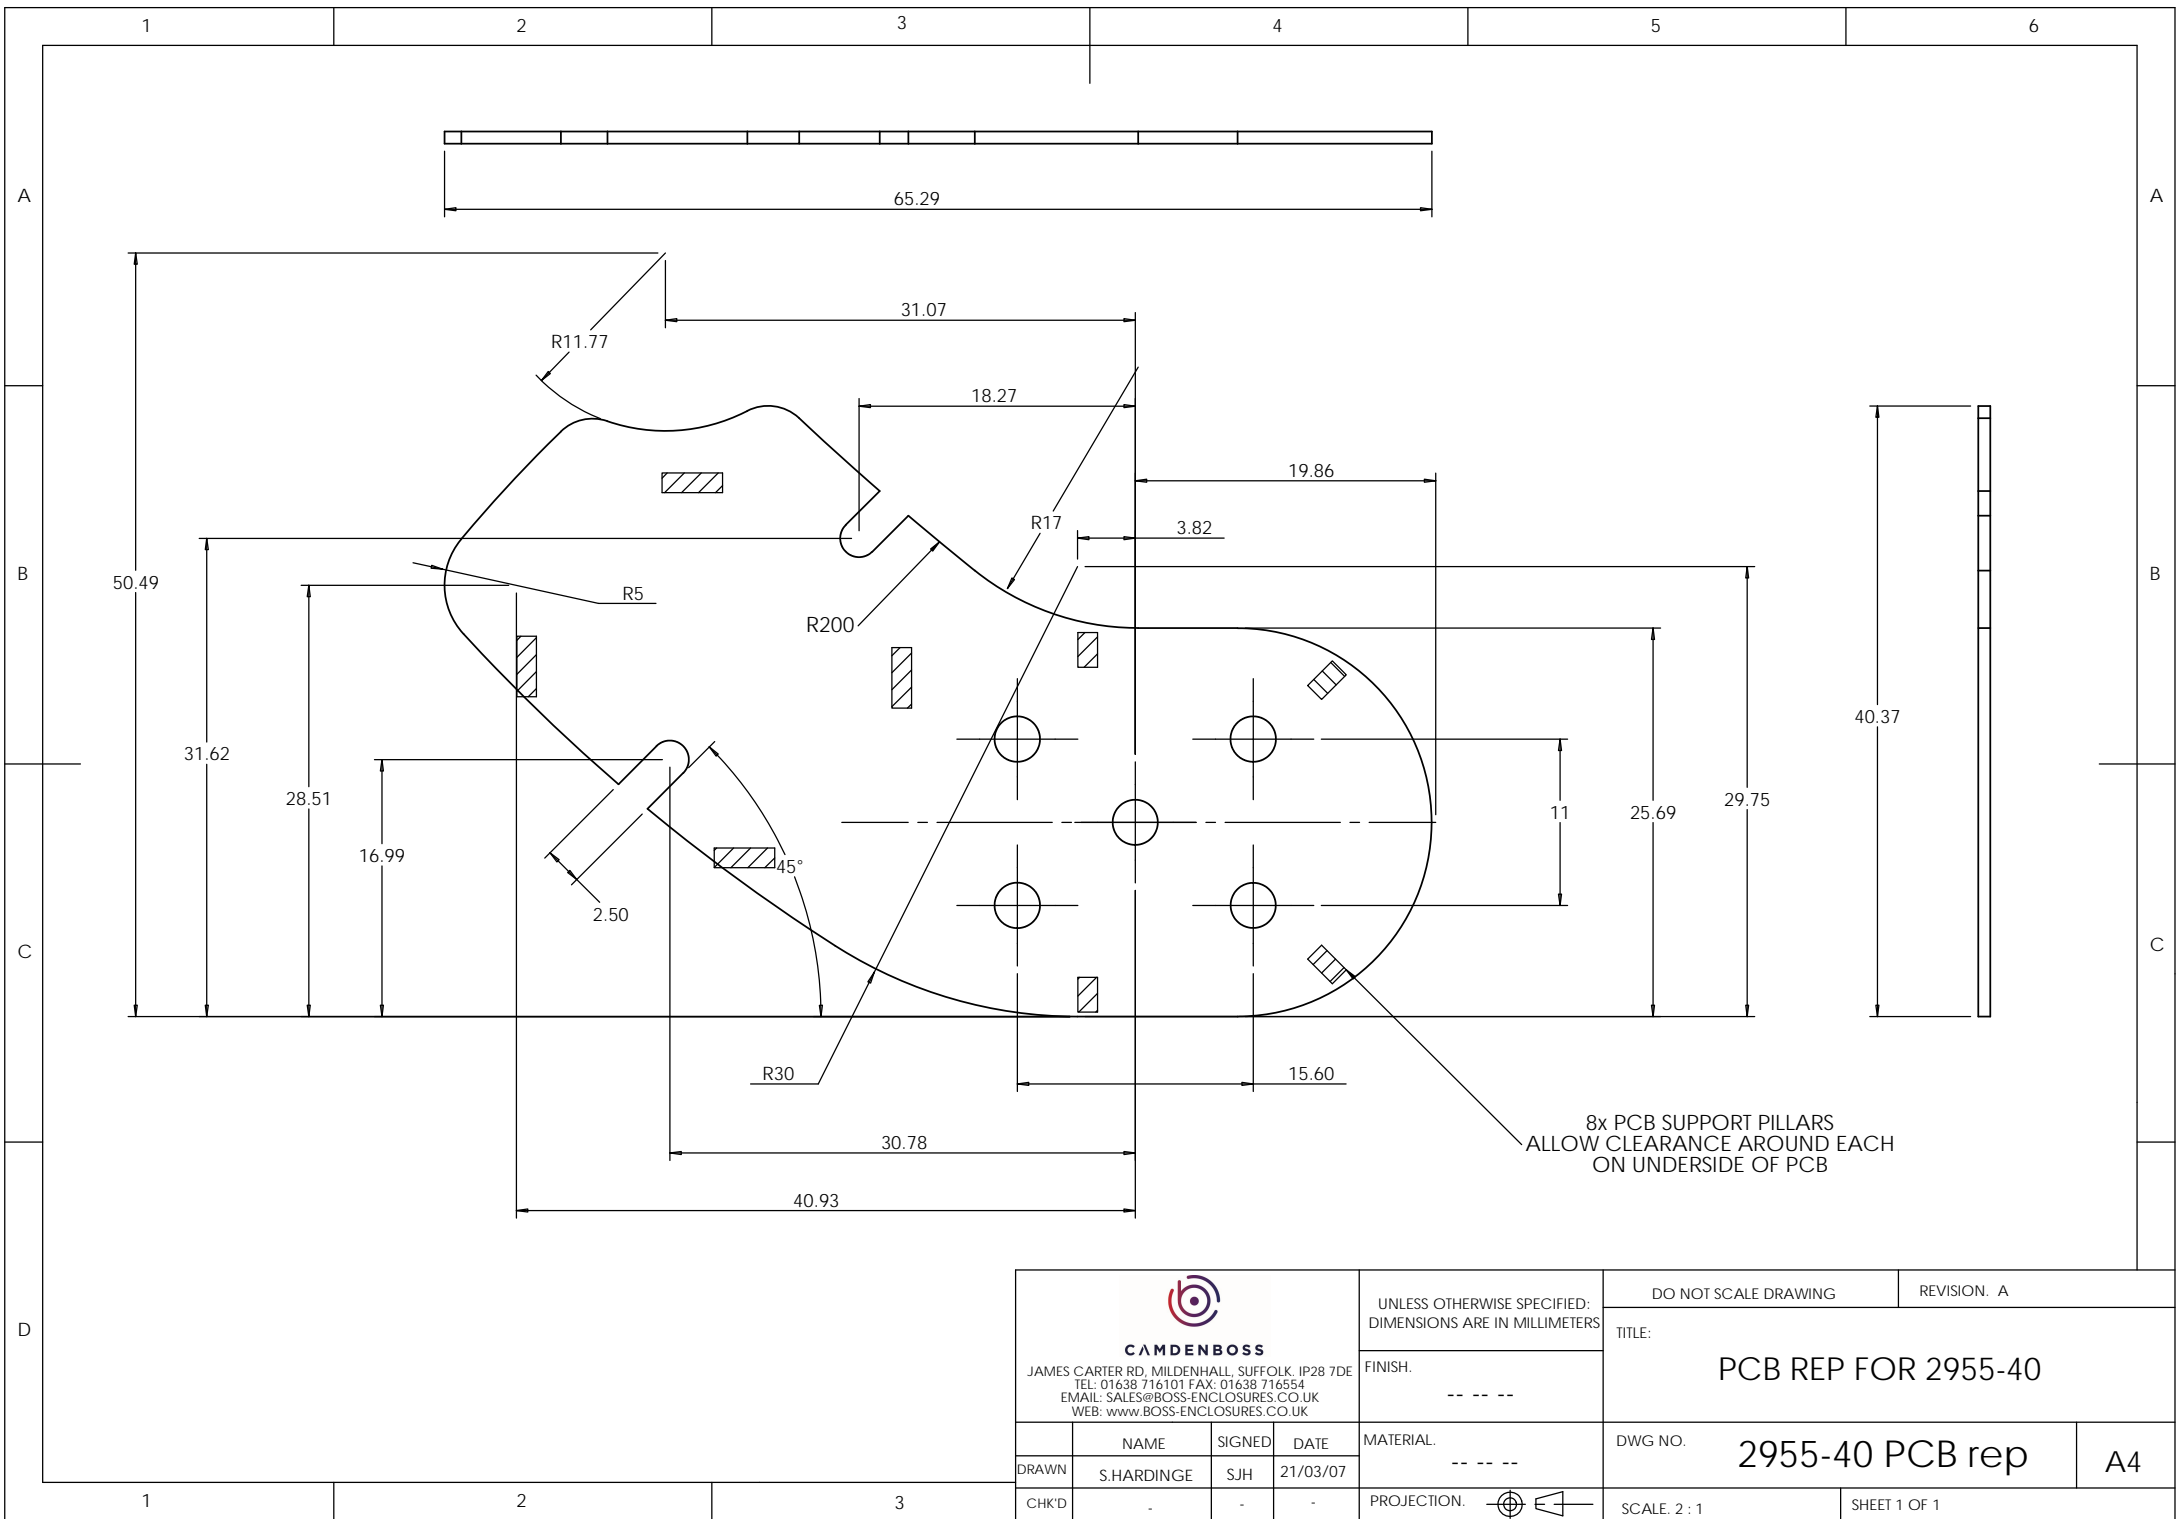 1 2 3 4 5 6
A A
65.29
31.07
R11.77
18.27
19.86
R17
3.82
B B
50.49
R5
R200
40.37
31.62
28.51
29.75
11
25.69
16.99
45°
2.50
C C
R30
15.60
8x PCB SUPPORT PILLARS
ALLOW CLEARANCE AROUND EACH
ON UNDERSIDE OF PCB
30.78
40.93
D
CAMDENBOSS
JAMES CARTER RD, MILDENHALL, SUFFOLK. IP28 7DE
TEL: 01638 716101 FAX: 01638 716554
EMAIL: SALES@BOSS-ENCLOSURES.CO.UK
WEB: www.BOSS-ENCLOSURES.CO.UK
UNLESS OTHERWISE SPECIFIED:
DIMENSIONS ARE IN MILLIMETERS
DO NOT SCALE DRAWING
REVISION. A
TITLE:
PCB REP FOR 2955-40
FINISH.
-- -- --
NAME SIGNED DATE
DRAWN S.HARDINGE SJH 21/03/07
CHK'D - - -
MATERIAL.
-- -- --
DWG NO.
2955-40 PCB rep
A4
PROJECTION.
SCALE. 2 : 1
SHEET 1 OF 1
1 2 3